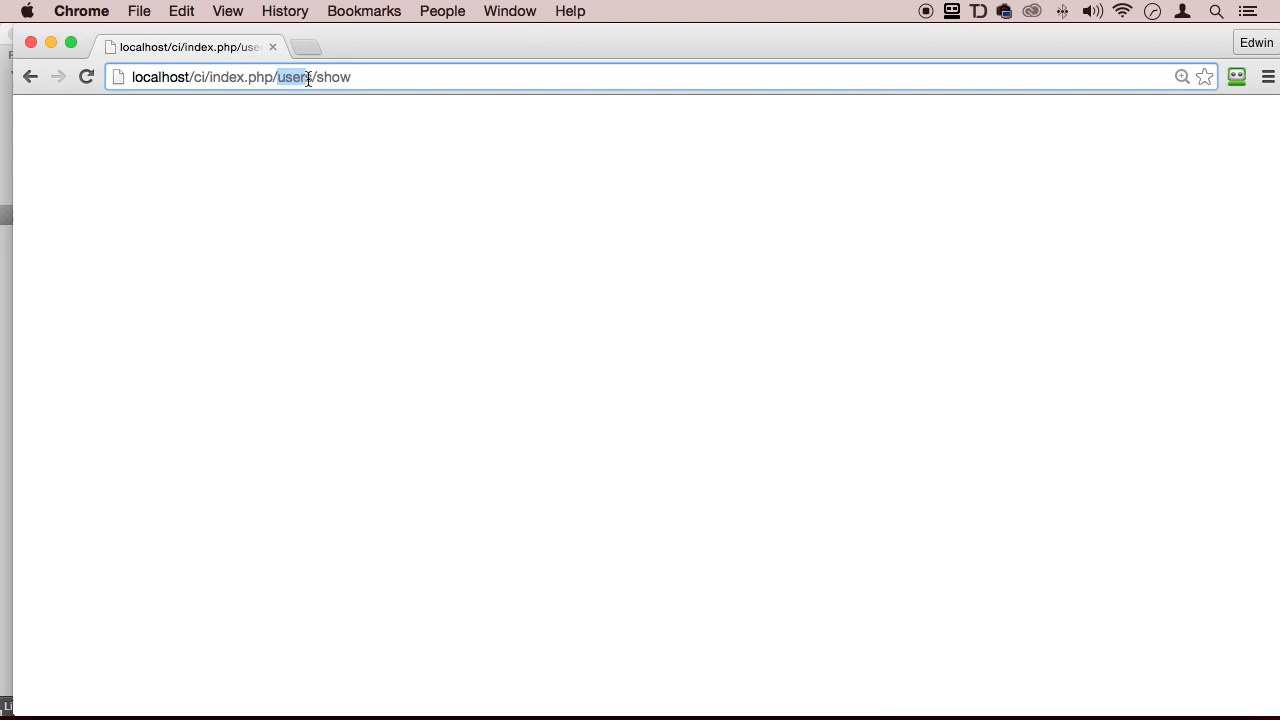 Chrome File Edit View History Bookmarks People Window Help
localhost/ci/index.php/use
Edwin
localhost/ci/index.php/users/show
Li